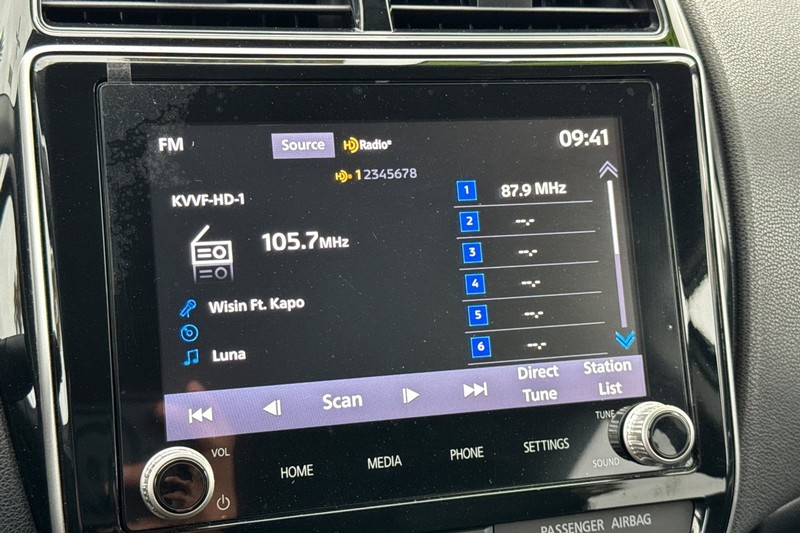 FM
Source
HD Radio®
09:41
HD 12345678
KVVF-HD-1
105.7MHz
Wisin Ft. Kapo
Luna
1 87.9 MHz
2 --.-
3 --.-
4 --.-
5 --.-
6 --.-
Scan
Direct
Tune
Station
List
VOL
HOME
MEDIA
PHONE
SETTINGS
TUNE
SOUND
PASSENGER AIRBAG